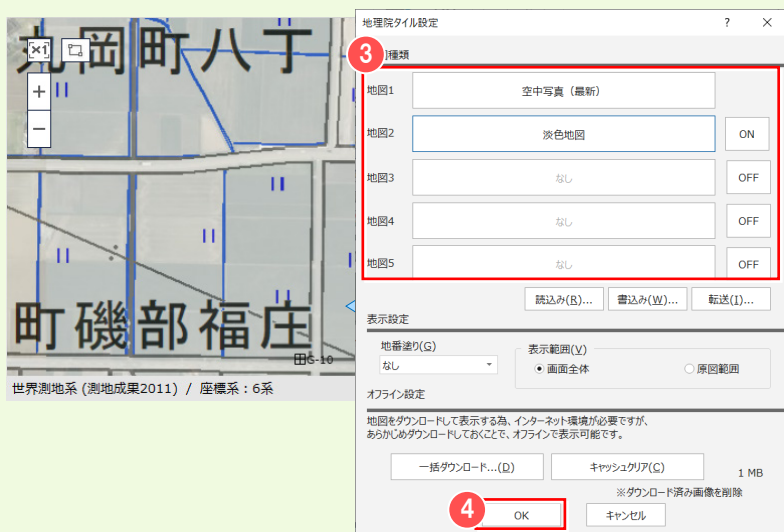 丸岡町八丁
[×1]
+
−
町磯部福庄
田G-10
世界測地系 (測地成果2011) / 座標系：6系
地理院タイル設定
?
×
3
種類
地図1
空中写真（最新）
地図2
淡色地図
ON
地図3
なし
OFF
地図4
なし
OFF
地図5
なし
OFF
読込み(R)...
書込み(W)...
転送(I)...
表示設定
地番塗り(G)
なし
表示範囲(V)
画面全体
原図範囲
オフライン設定
地図をダウンロードして表示する為、インターネット環境が必要ですが、
あらかじめダウンロードしておくことで、オフラインで表示可能です。
一括ダウンロード...(D)
キャッシュクリア(C)
1 MB
※ダウンロード済み画像を削除
4
OK
キャンセル